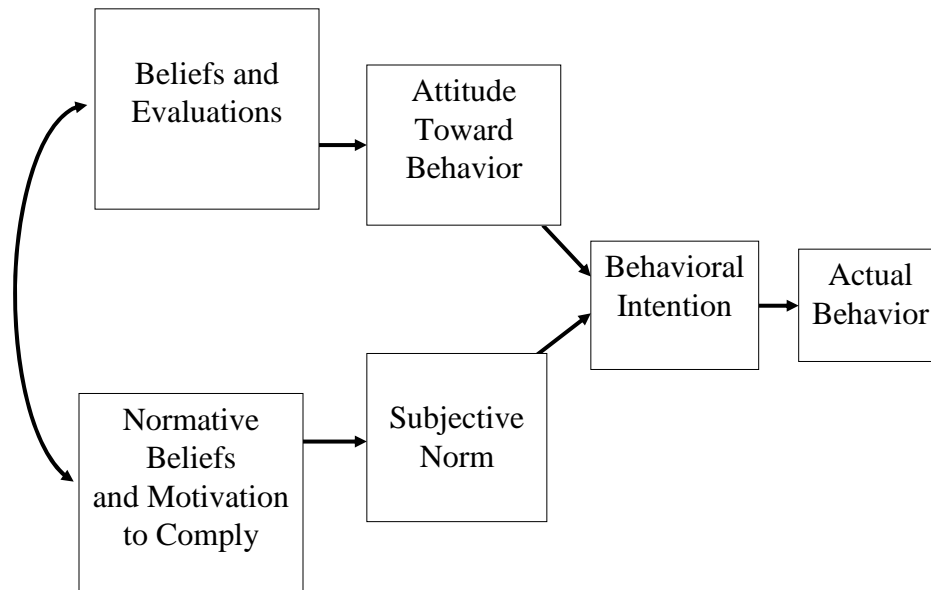 Beliefs and
Evaluations
Attitude
Toward
Behavior
Behavioral
Intention
Actual
Behavior
Normative
Beliefs
and Motivation
to Comply
Subjective
Norm